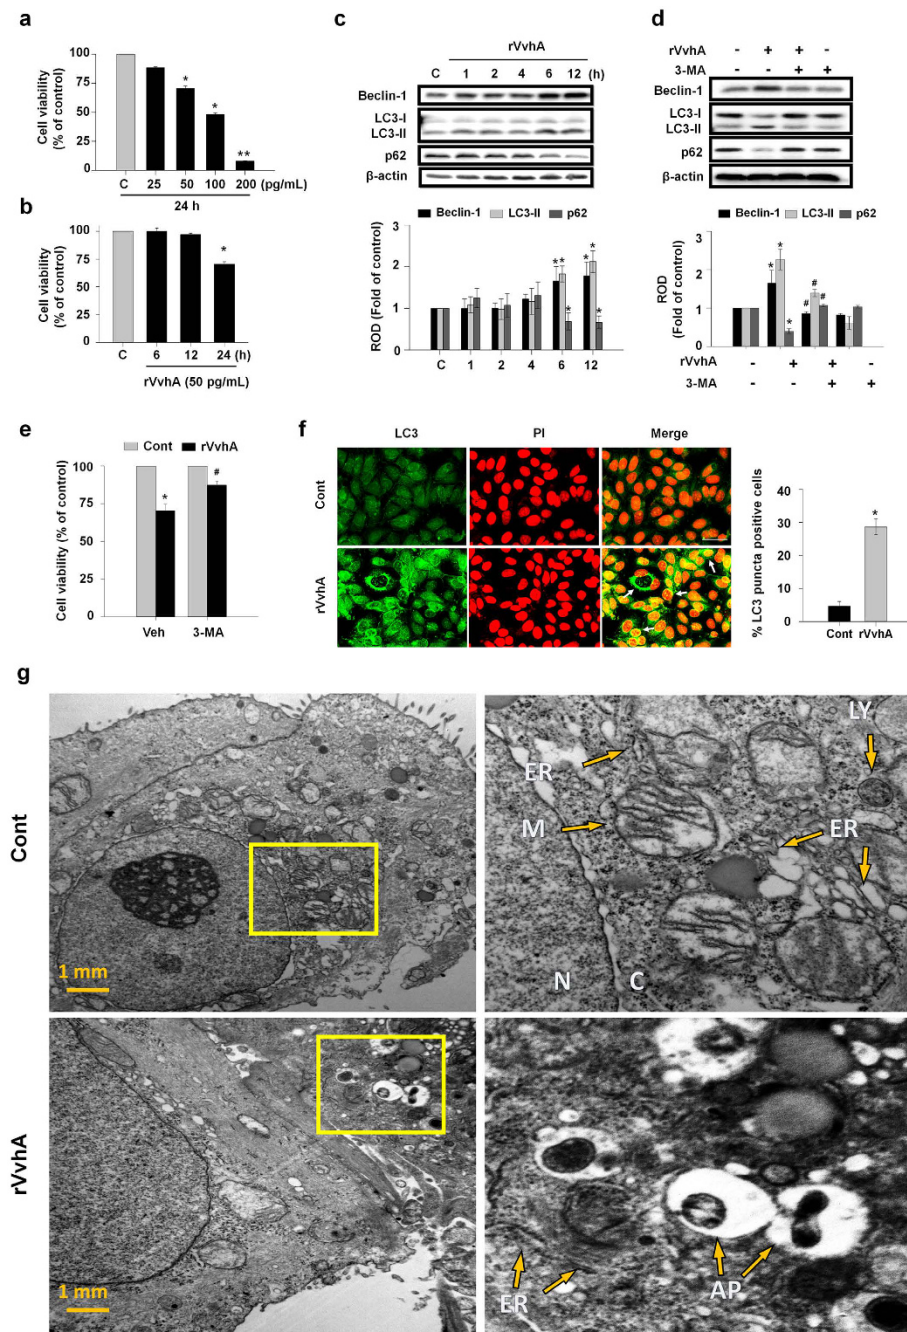 a
Cell viability
(% of control)
100
75
50
25
0
*
*
**
C 25 50 100 200 (pg/mL)
24 h
b
Cell viability
(% of control)
100
75
50
25
0
*
C 6 12 24 (h)
rVvhA (50 pg/mL)
c
rVvhA
C 1 2 4 6 12 (h)
Beclin-1
LC3-I
LC3-II
p62
β-actin
Beclin-1 LC3-II p62
ROD (Fold of control)
3
2
1
0
* * * * * *
C 1 2 4 6 12
d
rVvhA - + + -
3-MA - - + +
Beclin-1
LC3-I
LC3-II
p62
β-actin
Beclin-1 LC3-II p62
ROD
(Fold of control)
3
2
1
0
* * * # # #
rVvhA - + + -
3-MA - - + +
e
Cont rVvhA
Cell viability (% of control)
100
75
50
25
0
* #
Veh 3-MA
f
LC3 PI Merge
Cont
rVvhA
% LC3 puncta positive cells
40
30
20
10
0
*
Cont rVvhA
g
Cont
1 mm
LY
ER
M
ER
N C
rVvhA
1 mm
ER
AP